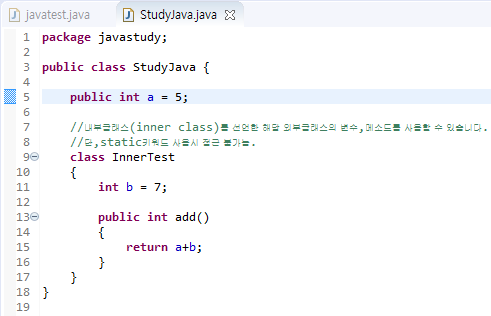 javatest.java
StudyJava.java
1 package javastudy;
2
3 public class StudyJava {
4
5 public int a = 5;
6
7 //내부클래스(inner class)를 선언한 해당 외부클래스의 변수,메소드를 사용할 수 있습니다.
8 //단,static키워드 사용시 접근 불가능.
9 class InnerTest
10 {
11 int b = 7;
12
13 public int add()
14 {
15 return a+b;
16 }
17 }
18 }
19